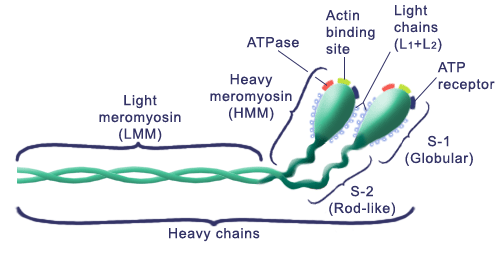 Light
chains
(L1+L2)
Actin
binding
site
ATPase
ATP
receptor
Heavy
meromyosin
(HMM)
Light
meromyosin
(LMM)
S-1
(Globular)
S-2
(Rod-like)
Heavy chains